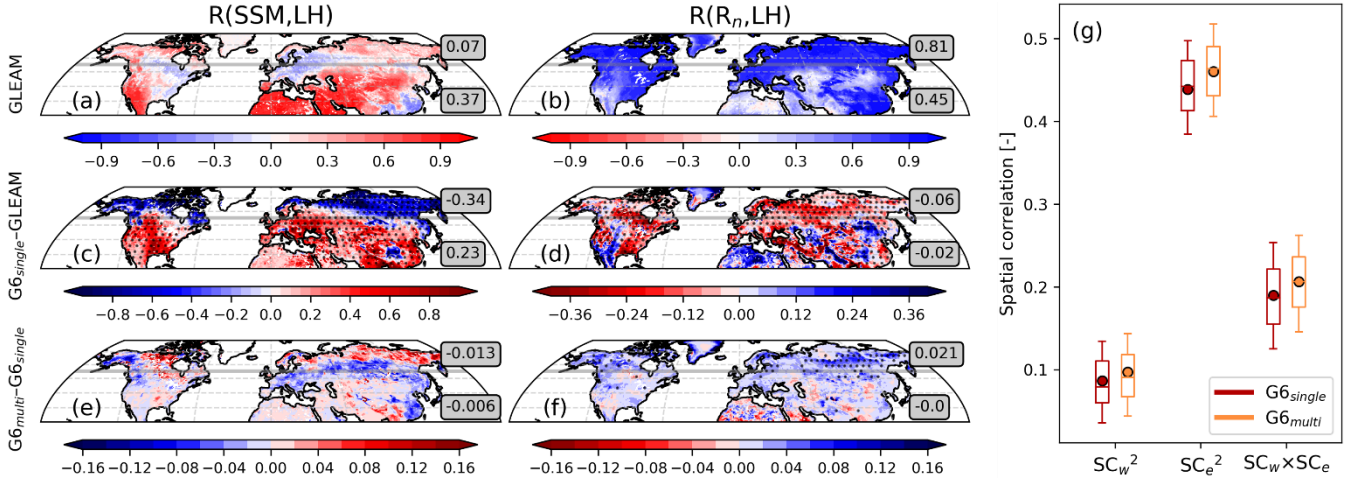 R(SSM,LH)
R(Rₙ,LH)
GLEAM
(a)
0.07
0.37
(b)
0.81
0.45
−0.9 −0.6 −0.3 0.0 0.3 0.6 0.9
−0.9 −0.6 −0.3 0.0 0.3 0.6 0.9
G6single−GLEAM
(c)
-0.34
0.23
(d)
-0.06
-0.02
−0.8 −0.6 −0.4 −0.2 0.0 0.2 0.4 0.6 0.8
−0.36 −0.24 −0.12 0.00 0.12 0.24 0.36
G6multi−G6single
(e)
-0.013
-0.006
(f)
0.021
-0.0
−0.16 −0.12 −0.08 −0.04 0.00 0.04 0.08 0.12 0.16
−0.16 −0.12 −0.08 −0.04 0.00 0.04 0.08 0.12 0.16
(g)
Spatial correlation [-]
0.5
0.4
0.3
0.2
0.1
G6single
G6multi
SCw² SCe² SCw×SCe